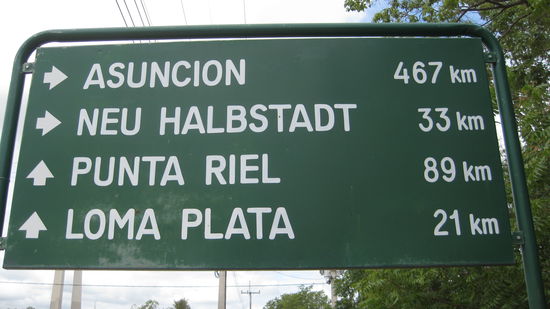 ASUNCION 467 km
NEU HALBSTADT 33 km
PUNTA RIEL 89 km
LOMA PLATA 21 km